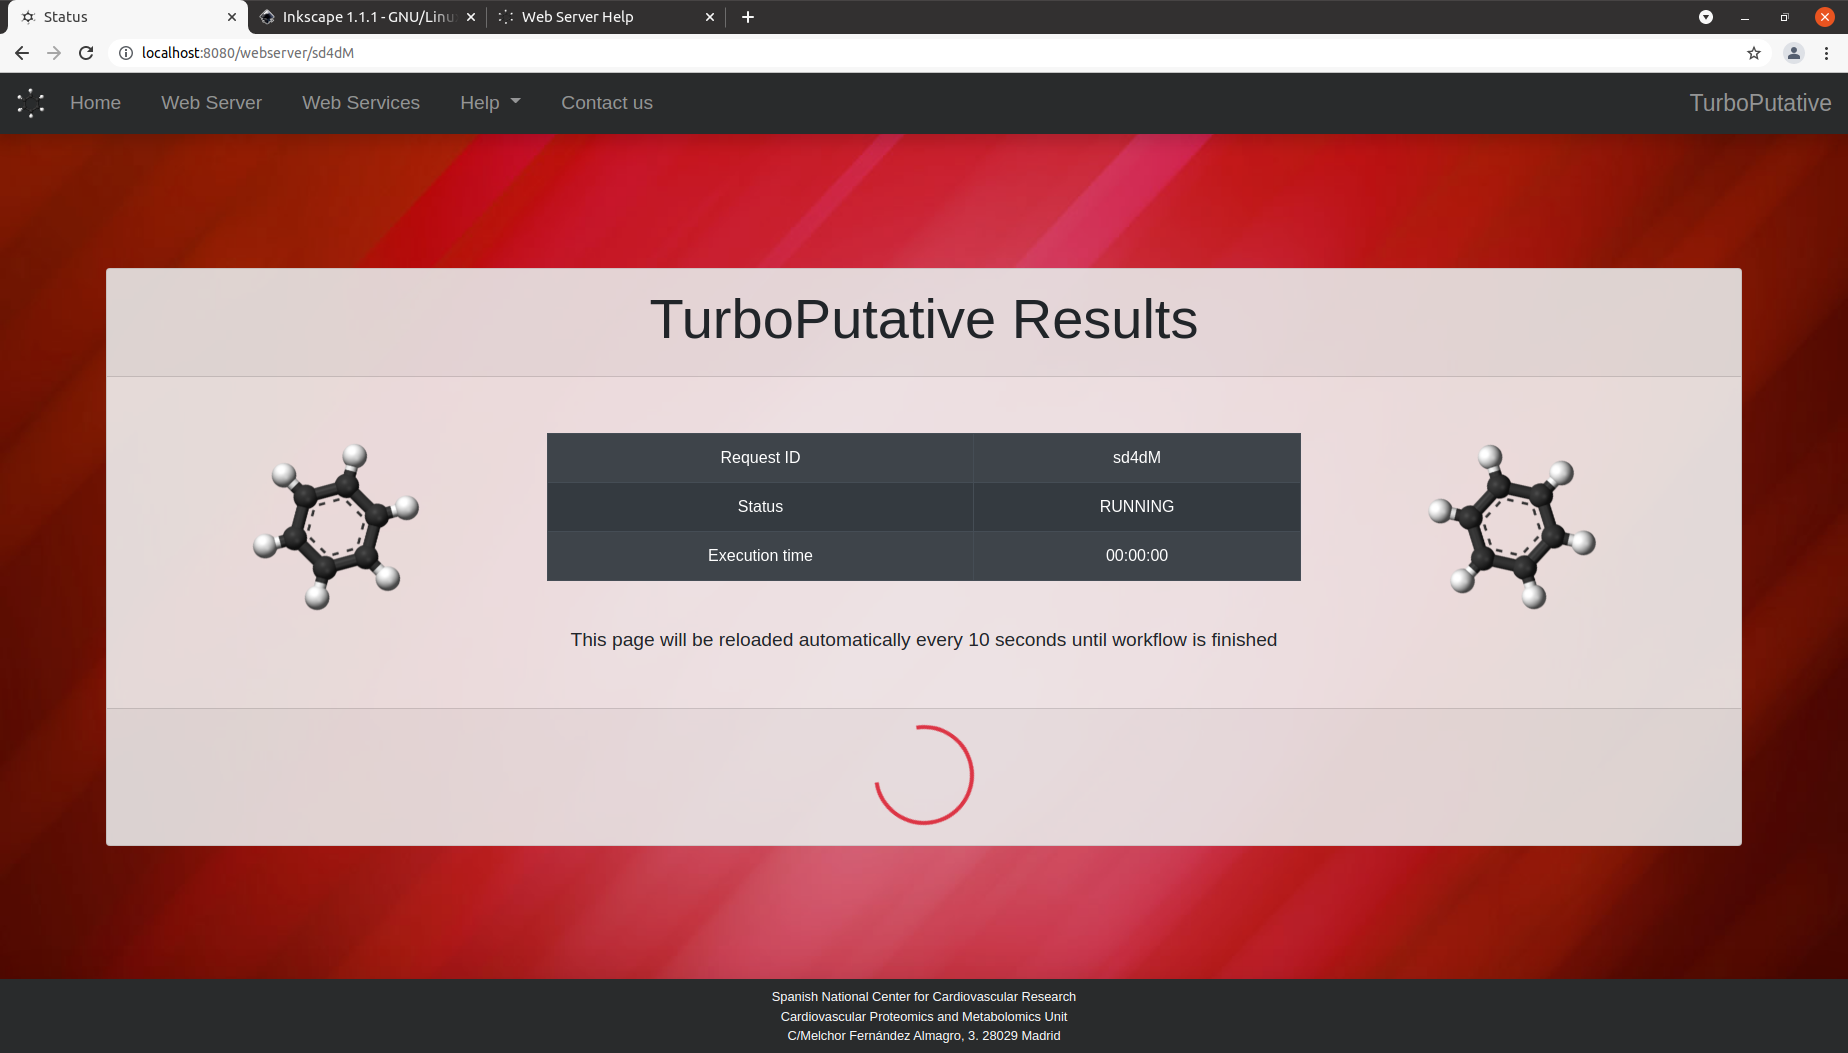 Status
Inkscape 1.1.1 - GNU/Linu
Web Server Help
localhost:8080/webserver/sd4dM
Home
Web Server
Web Services
Help
Contact us
TurboPutative
TurboPutative Results
Request ID sd4dM
Status RUNNING
Execution time 00:00:00
This page will be reloaded automatically every 10 seconds until workflow is finished
Spanish National Center for Cardiovascular Research
Cardiovascular Proteomics and Metabolomics Unit
C/Melchor Fernández Almagro, 3. 28029 Madrid